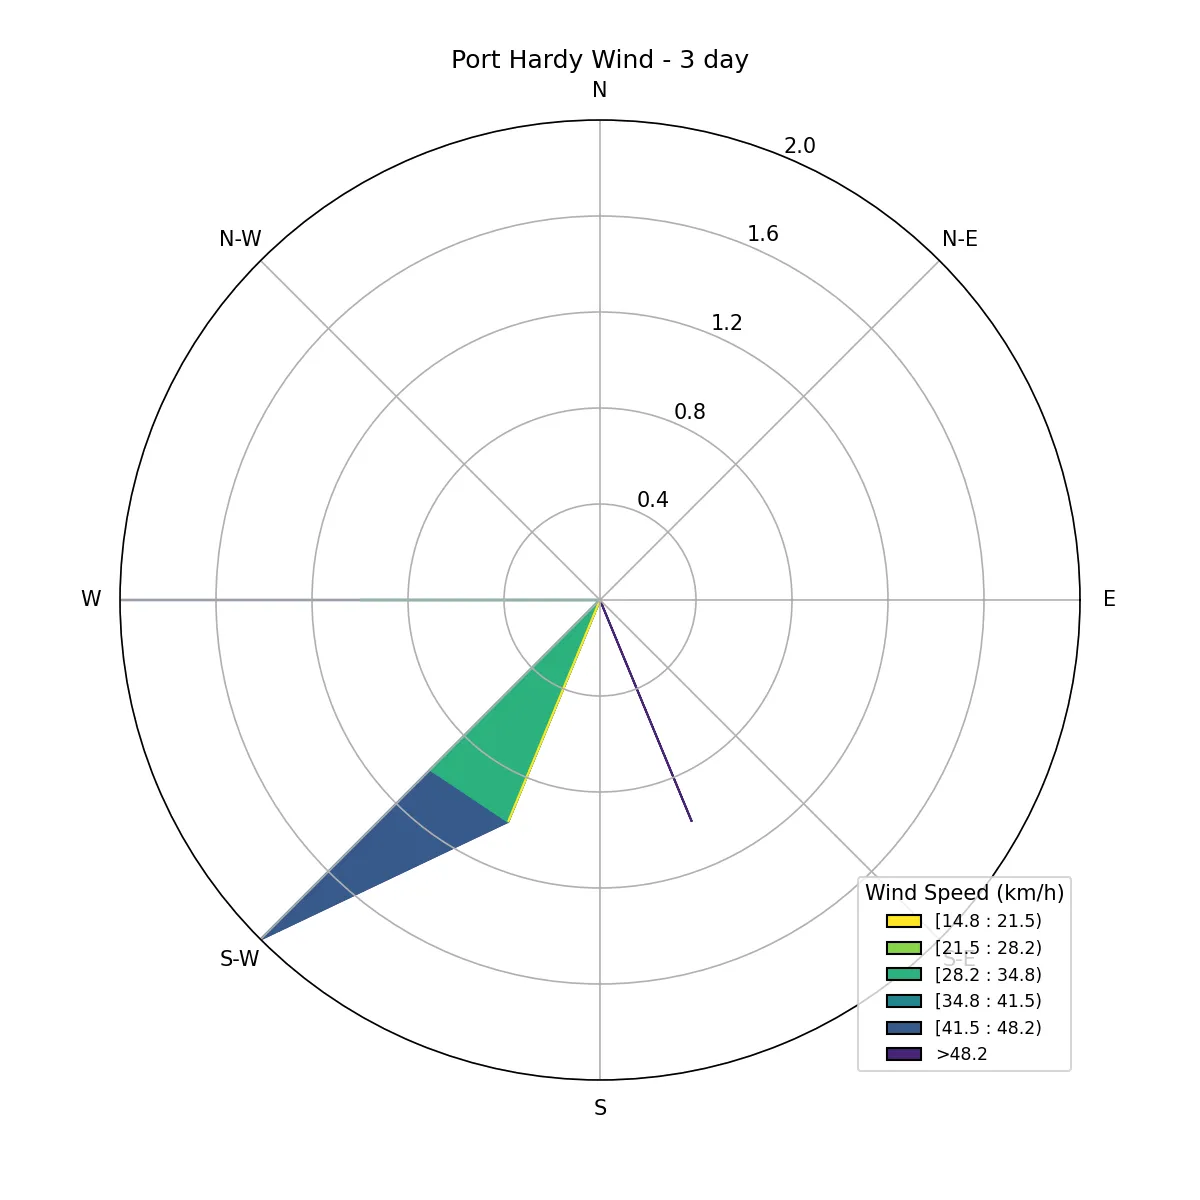 Port Hardy Wind - 3 day
N
2.0
N-W
1.6
N-E
1.2
0.8
0.4
W
E
Wind Speed (km/h)
[14.8 : 21.5)
[21.5 : 28.2)
[28.2 : 34.8)
[34.8 : 41.5)
[41.5 : 48.2)
>48.2
S-W
S-E
S